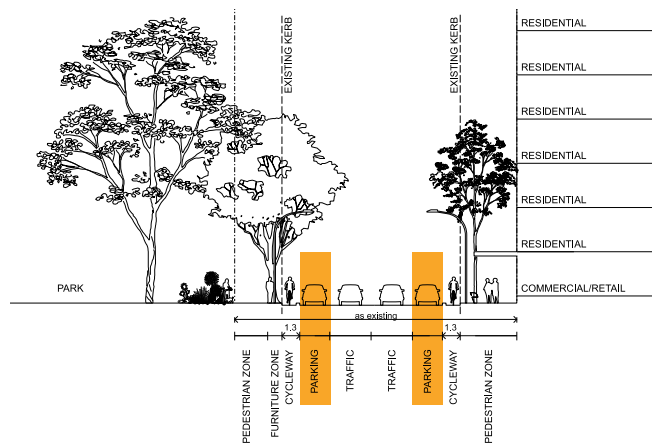 EXISTING KERB
EXISTING KERB
RESIDENTIAL
RESIDENTIAL
RESIDENTIAL
RESIDENTIAL
RESIDENTIAL
RESIDENTIAL
PARK
COMMERCIAL/RETAIL
as existing
1.3
1.3
PEDESTRIAN ZONE
FURNITURE ZONE
CYCLEWAY
PARKING
TRAFFIC
TRAFFIC
PARKING
CYCLEWAY
PEDESTRIAN ZONE